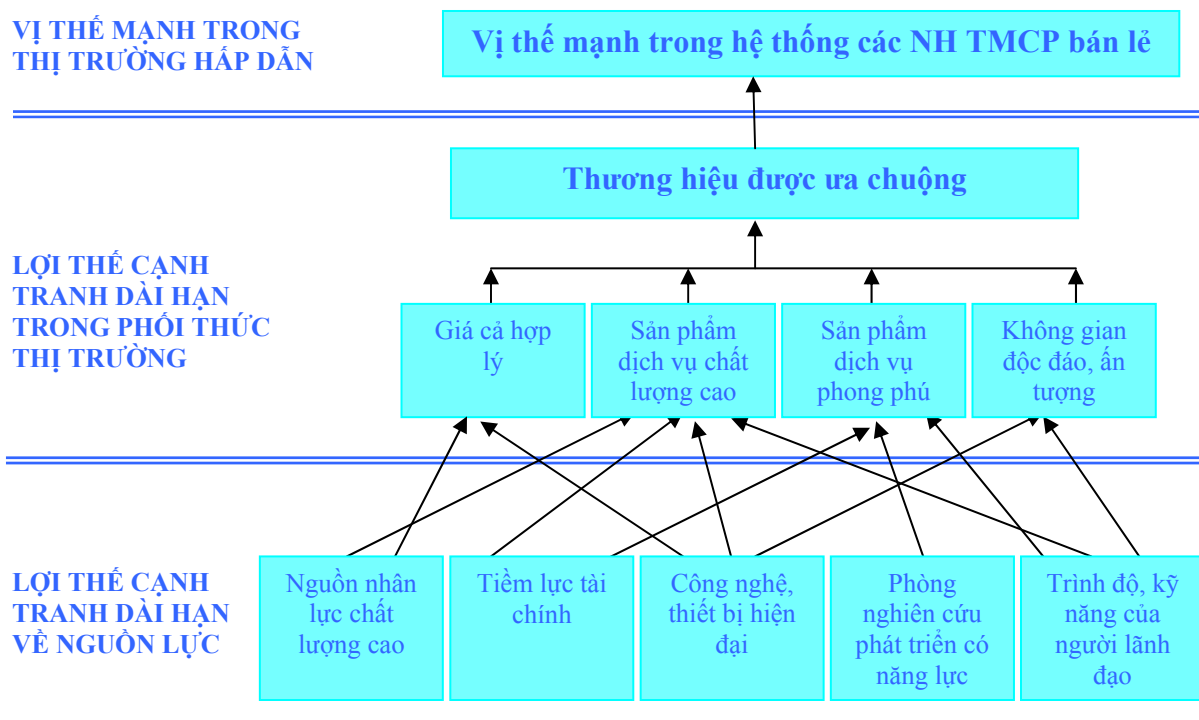 VỊ THẾ MẠNH TRONG
THỊ TRƯỜNG HẤP DẪN
Vị thế mạnh trong hệ thống các NH TMCP bán lẻ
Thương hiệu được ưa chuộng
LỢI THẾ CẠNH
TRANH DÀI HẠN
TRONG PHỐI THỨC
THỊ TRƯỜNG
Giá cả hợp
lý
Sản phẩm
dịch vụ chất
lượng cao
Sản phẩm
dịch vụ
phong phú
Không gian
độc đáo, ấn
tượng
LỢI THẾ CẠNH
TRANH DÀI HẠN
VỀ NGUỒN LỰC
Nguồn nhân
lực chất
lượng cao
Tiềm lực tài
chính
Công nghệ,
thiết bị hiện
đại
Phòng
nghiên cứu
phát triển có
năng lực
Trình độ, kỹ
năng của
người lãnh
đạo